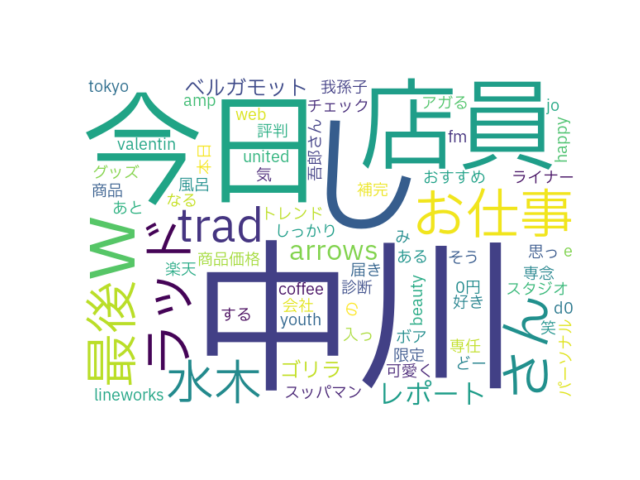 tokyo
ベルガモット
我孫子
amp
チェック
アガる
jo
今日
し
店員
web
評判
valentin
本日
吾郎さん
fm
happy
united
グッズ
気
おすすめ
ライナー
商品
風呂
補完
なる
あと
trad
トレンド
お仕事
しっかり
最後
w
ラッド
arrows
み
ある
そう
思っ
e
楽天
商品価格
届き
専念
中川
さん
coffee
診断
beauty
0円
スタジオ
する
会社
の
好き
d0
youth
入っ
限定
笑
水木
ゴリラ
ボア
専任
パーソナル
可愛く
どー
lineworks
スッパマン
レポート